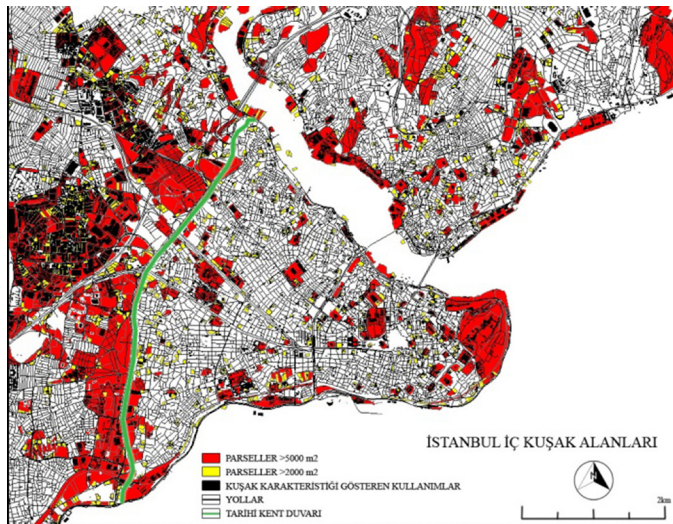 İSTANBUL İÇ KUŞAK ALANLARI
PARSELLER >5000 m2
PARSELLER >2000 m2
KUŞAK KARAKTERİSTİĞİ GÖSTEREN KULLANIMLAR
YOLLAR
TARİHİ KENT DUVARI
N
2km